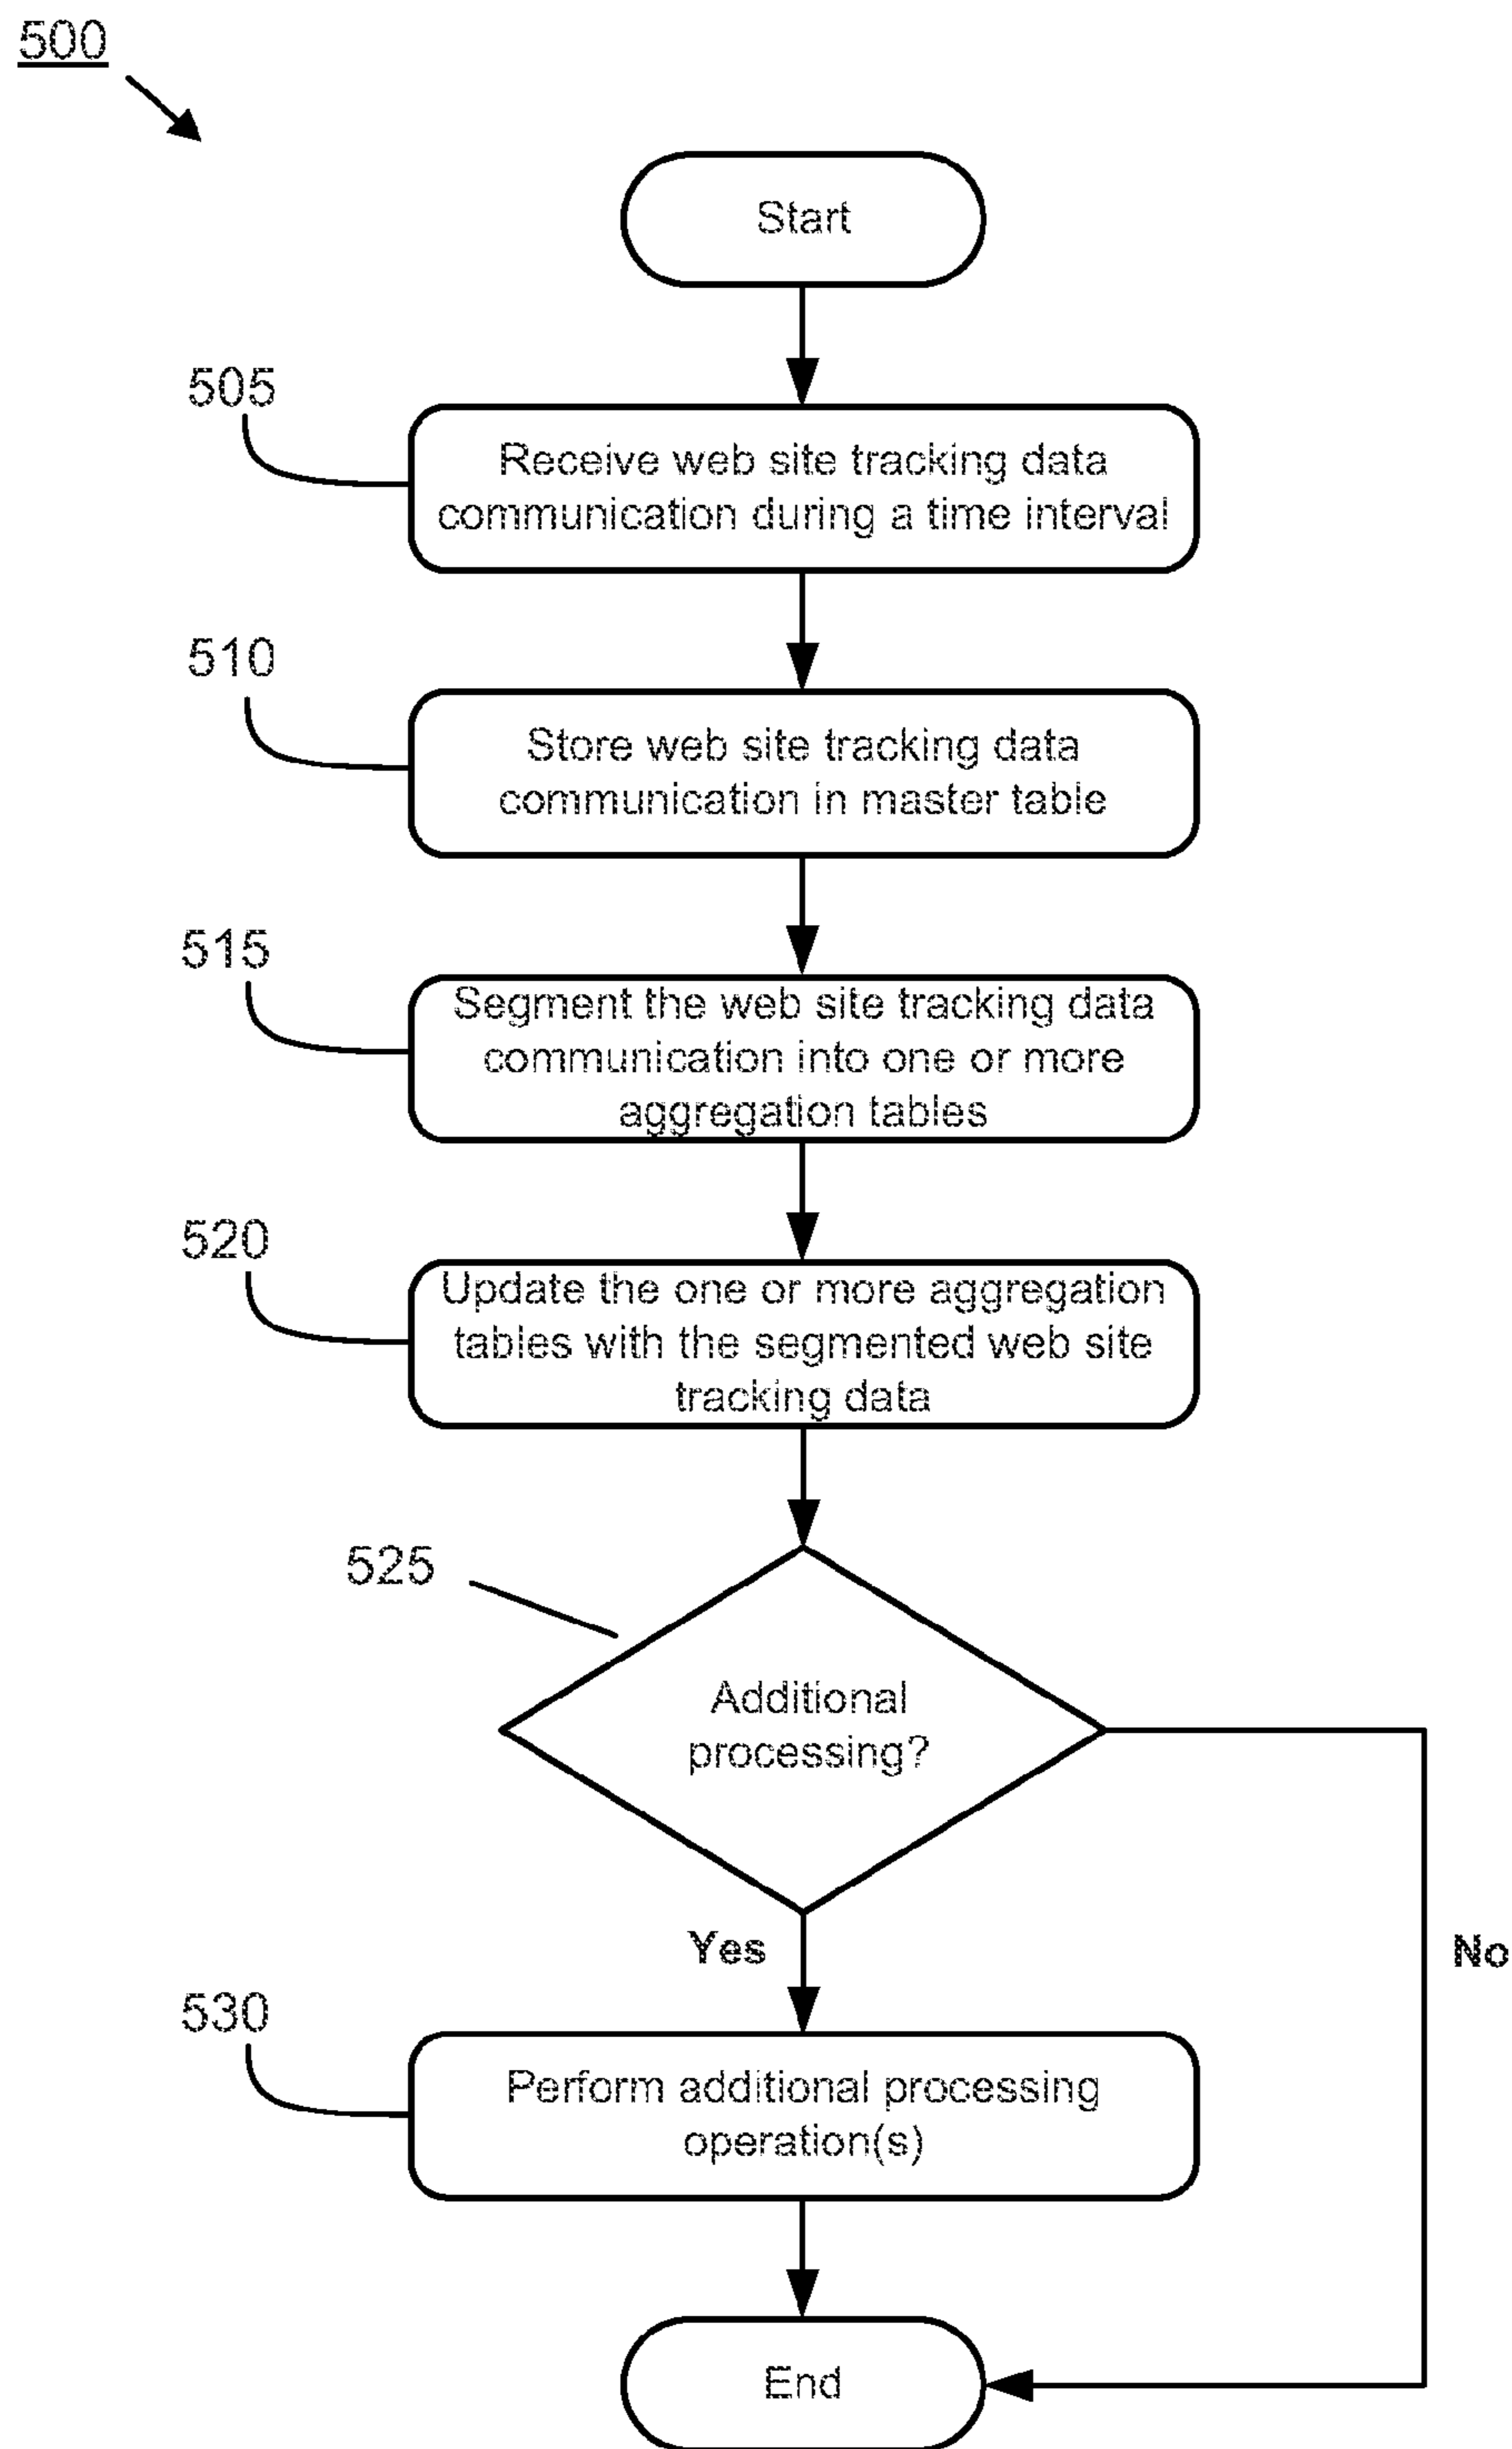 500
Start
505
Receive web site tracking data
communication during a time interval
510
Store web site tracking data
communication in master table
515
Segment the web site tracking data
communication into one or more
aggregation tables
520
Update the one or more aggregation
tables with the segmented web site
tracking data
525
Additional
processing?
Yes
No
530
Perform additional processing
operation(s)
End